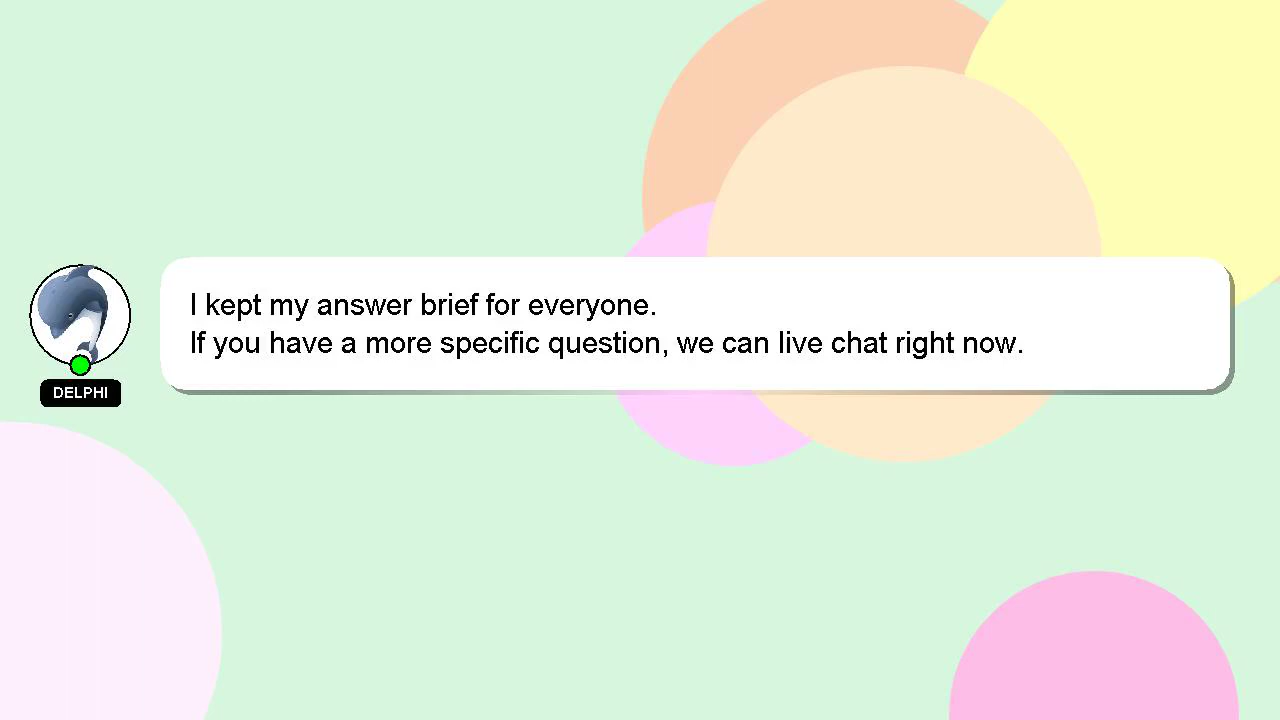 I kept my answer brief for everyone.
If you have a more specific question, we can live chat right now.
DELPHI